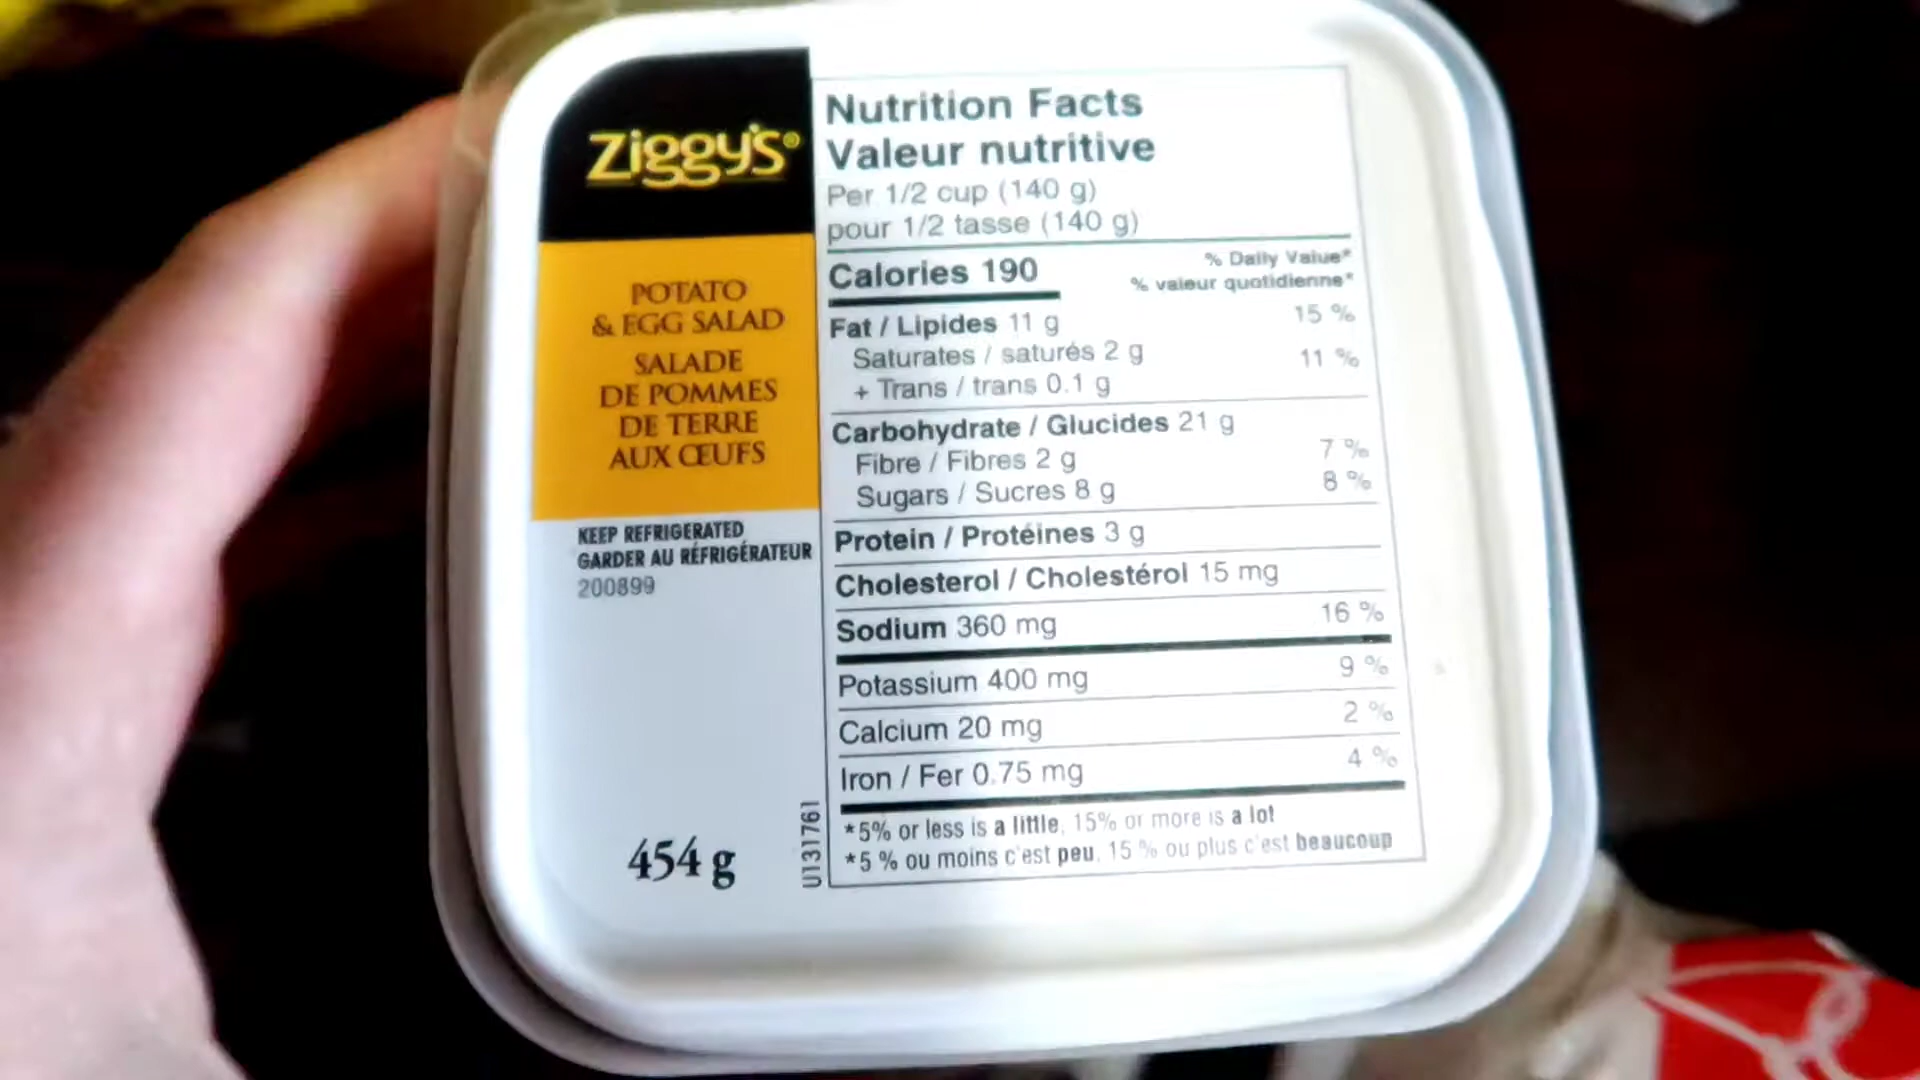 Ziggy's®
POTATO
& EGG SALAD
SALADE
DE POMMES
DE TERRE
AUX ŒUFS
KEEP REFRIGERATED
GARDER AU RÉFRIGÉRATEUR
200899
454 g
U131761
Nutrition Facts
Valeur nutritive
Per 1/2 cup (140 g)
pour 1/2 tasse (140 g)
% Daily Value*
Calories 190
% valeur quotidienne*
Fat / Lipides 11 g 15 %
Saturates / saturés 2 g 11 %
+ Trans / trans 0.1 g
Carbohydrate / Glucides 21 g
Fibre / Fibres 2 g 7 %
Sugars / Sucres 8 g 8 %
Protein / Protéines 3 g
Cholesterol / Cholestérol 15 mg
Sodium 360 mg 16 %
Potassium 400 mg 9 %
Calcium 20 mg 2 %
Iron / Fer 0.75 mg 4 %
*5% or less is a little, 15% or more is a lot
*5 % ou moins c'est peu, 15 % ou plus c'est beaucoup